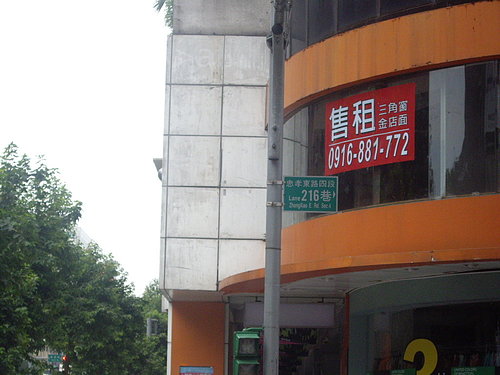 售租
三角窗
金店面
0916-881-772
忠孝東路四段
Lane 216巷
ZhongXiao E. Rd. Sec.4
2